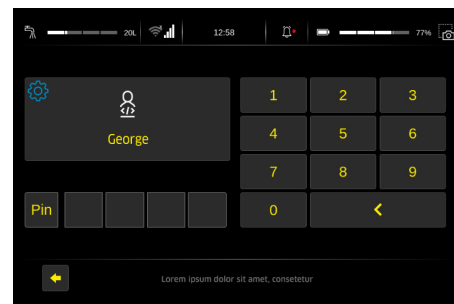 20L 12:58 77%
George
1 2 3
4 5 6
7 8 9
Pin 0
Lorem ipsum dolor sit amet, consetetur